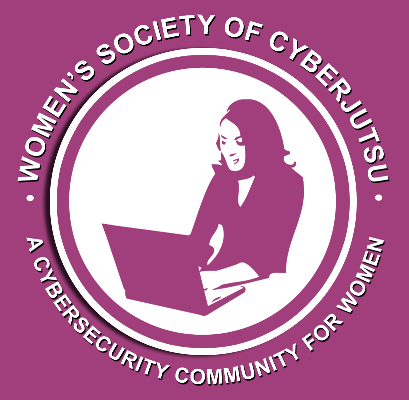 WOMEN'S SOCIETY OF CYBERJUTSU
A CYBERSECURITY COMMUNITY FOR WOMEN